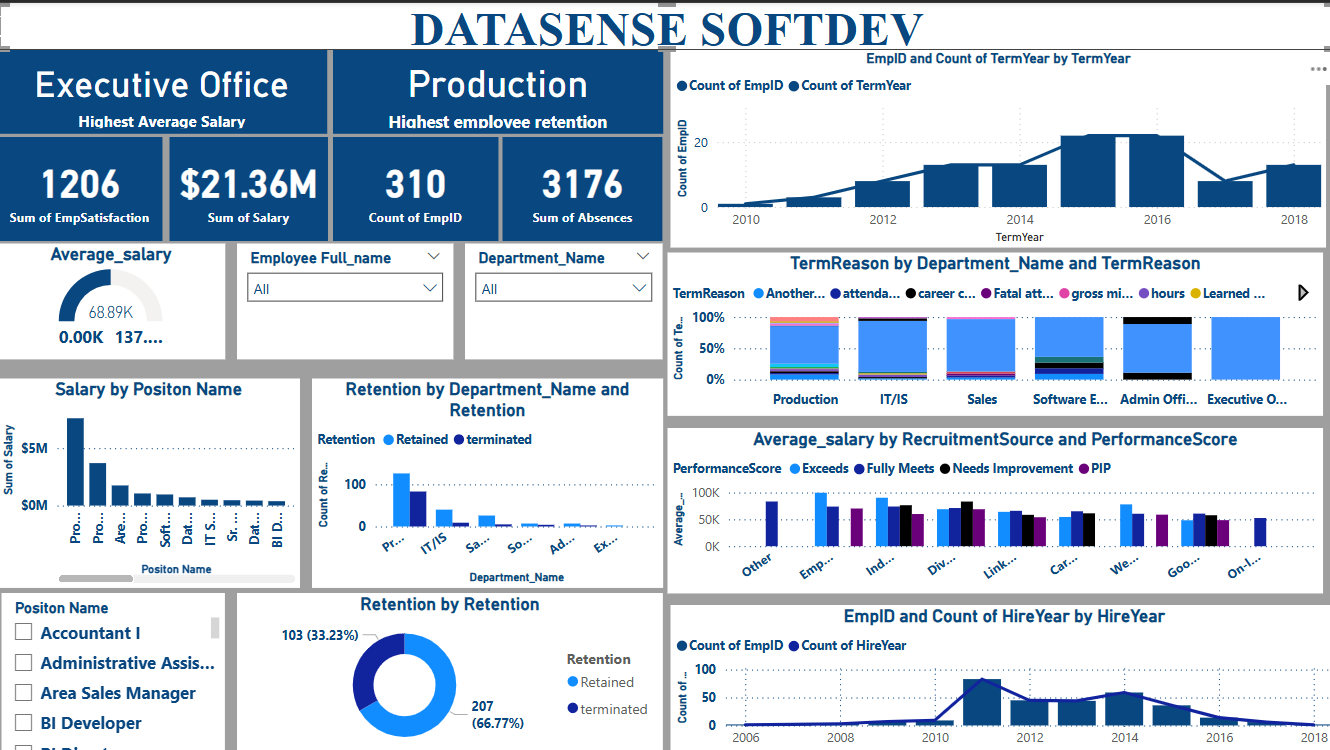 DATASENSE SOFTDEV
Executive Office
Highest Average Salary
Production
Highest employee retention
1206
Sum of EmpSatisfaction
$21.36M
Sum of Salary
310
Count of EmpID
3176
Sum of Absences
Average_salary
68.89K
0.00K 137....
Employee Full_name
All
Department_Name
All
Salary by Positon Name
Sum of Salary
$5M
$0M
Pro...
Pro...
Are...
Pro...
Soft...
Dat...
IT S...
Sr. ...
Dat...
BI D...
Positon Name
Retention by Department_Name and
Retention
Retention Retained terminated
Count of Re...
100
0
Pr...
IT/IS
Sa...
So...
Ad...
Ex...
Department_Name
Positon Name
Accountant I
Administrative Assis...
Area Sales Manager
BI Developer
Retention by Retention
103 (33.23%)
207
(66.77%)
Retention
Retained
terminated
EmpID and Count of TermYear by TermYear
Count of EmpID Count of TermYear
Count of EmpID
20
0
2010 2012 2014 2016 2018
TermYear
TermReason by Department_Name and TermReason
TermReason Another... attenda... career c... Fatal att... gross mi... hours Learned ...
Count of Te...
100%
50%
0%
Production IT/IS Sales Software E... Admin Offi... Executive O...
Average_salary by RecruitmentSource and PerformanceScore
PerformanceScore Exceeds Fully Meets Needs Improvement PIP
Average_...
100K
50K
0K
Other
Emp...
Ind...
Div...
Link...
Car...
We...
Goo...
On-l...
EmpID and Count of HireYear by HireYear
Count of EmpID Count of HireYear
Count of ...
100
50
0
2006 2008 2010 2012 2014 2016 2018